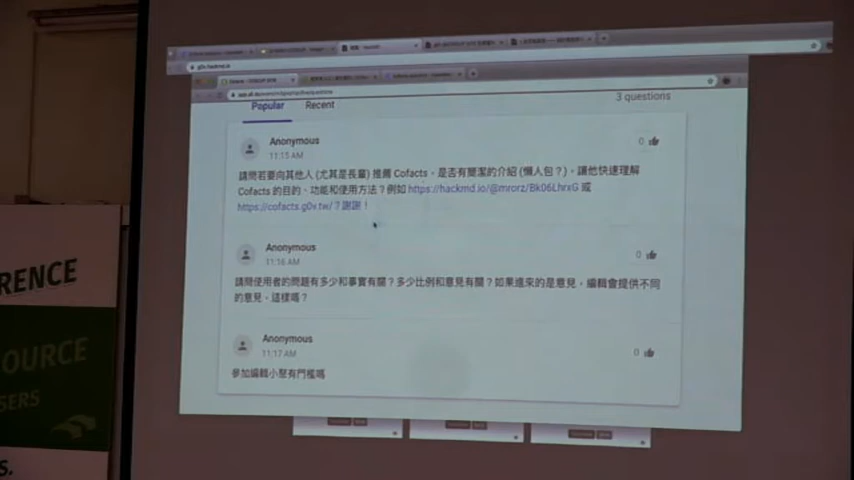 g0v.hackmd.io
Popular Recent 3 questions
Anonymous
11:15 AM
0
請問若要向其他人 (尤其是長輩) 推薦 Cofacts，是否有簡潔的介紹 (懶人包？)，讓他快速理解
Cofacts 的目的、功能和使用方法？例如 https://hackmd.io/@mrorz/Bk06LhrxG 或
https://cofacts.g0v.tw/？謝謝！
Anonymous
11:16 AM
0
請問使用者的問題有多少和事實有關？多少比例和意見有關？如果進來的是意見，編輯會提供不同
的意見，這樣嗎？
Anonymous
11:17 AM
0
參加編輯小聚有門檻嗎
RENCE
OURCE
SERS
S.